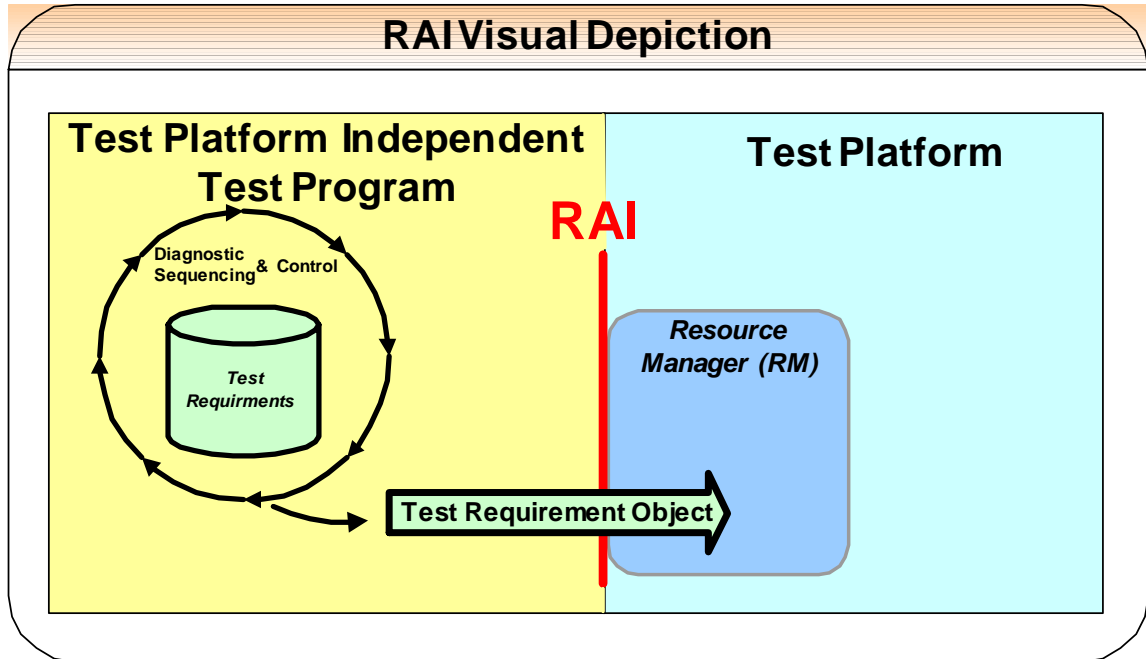 RAI Visual Depiction
Test Platform Independent
Test Program
Test Platform
RAI
Diagnostic
Sequencing & Control
Test
Requirments
Resource
Manager (RM)
Test Requirement Object